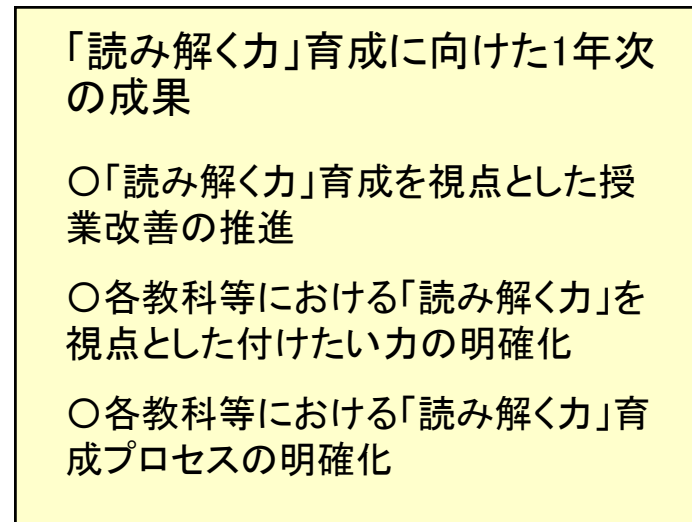 「読み解く力」育成に向けた1年次
の成果
○「読み解く力」育成を視点とした授
業改善の推進
○各教科等における「読み解く力」を
視点とした付けたい力の明確化
○各教科等における「読み解く力」育
成プロセスの明確化